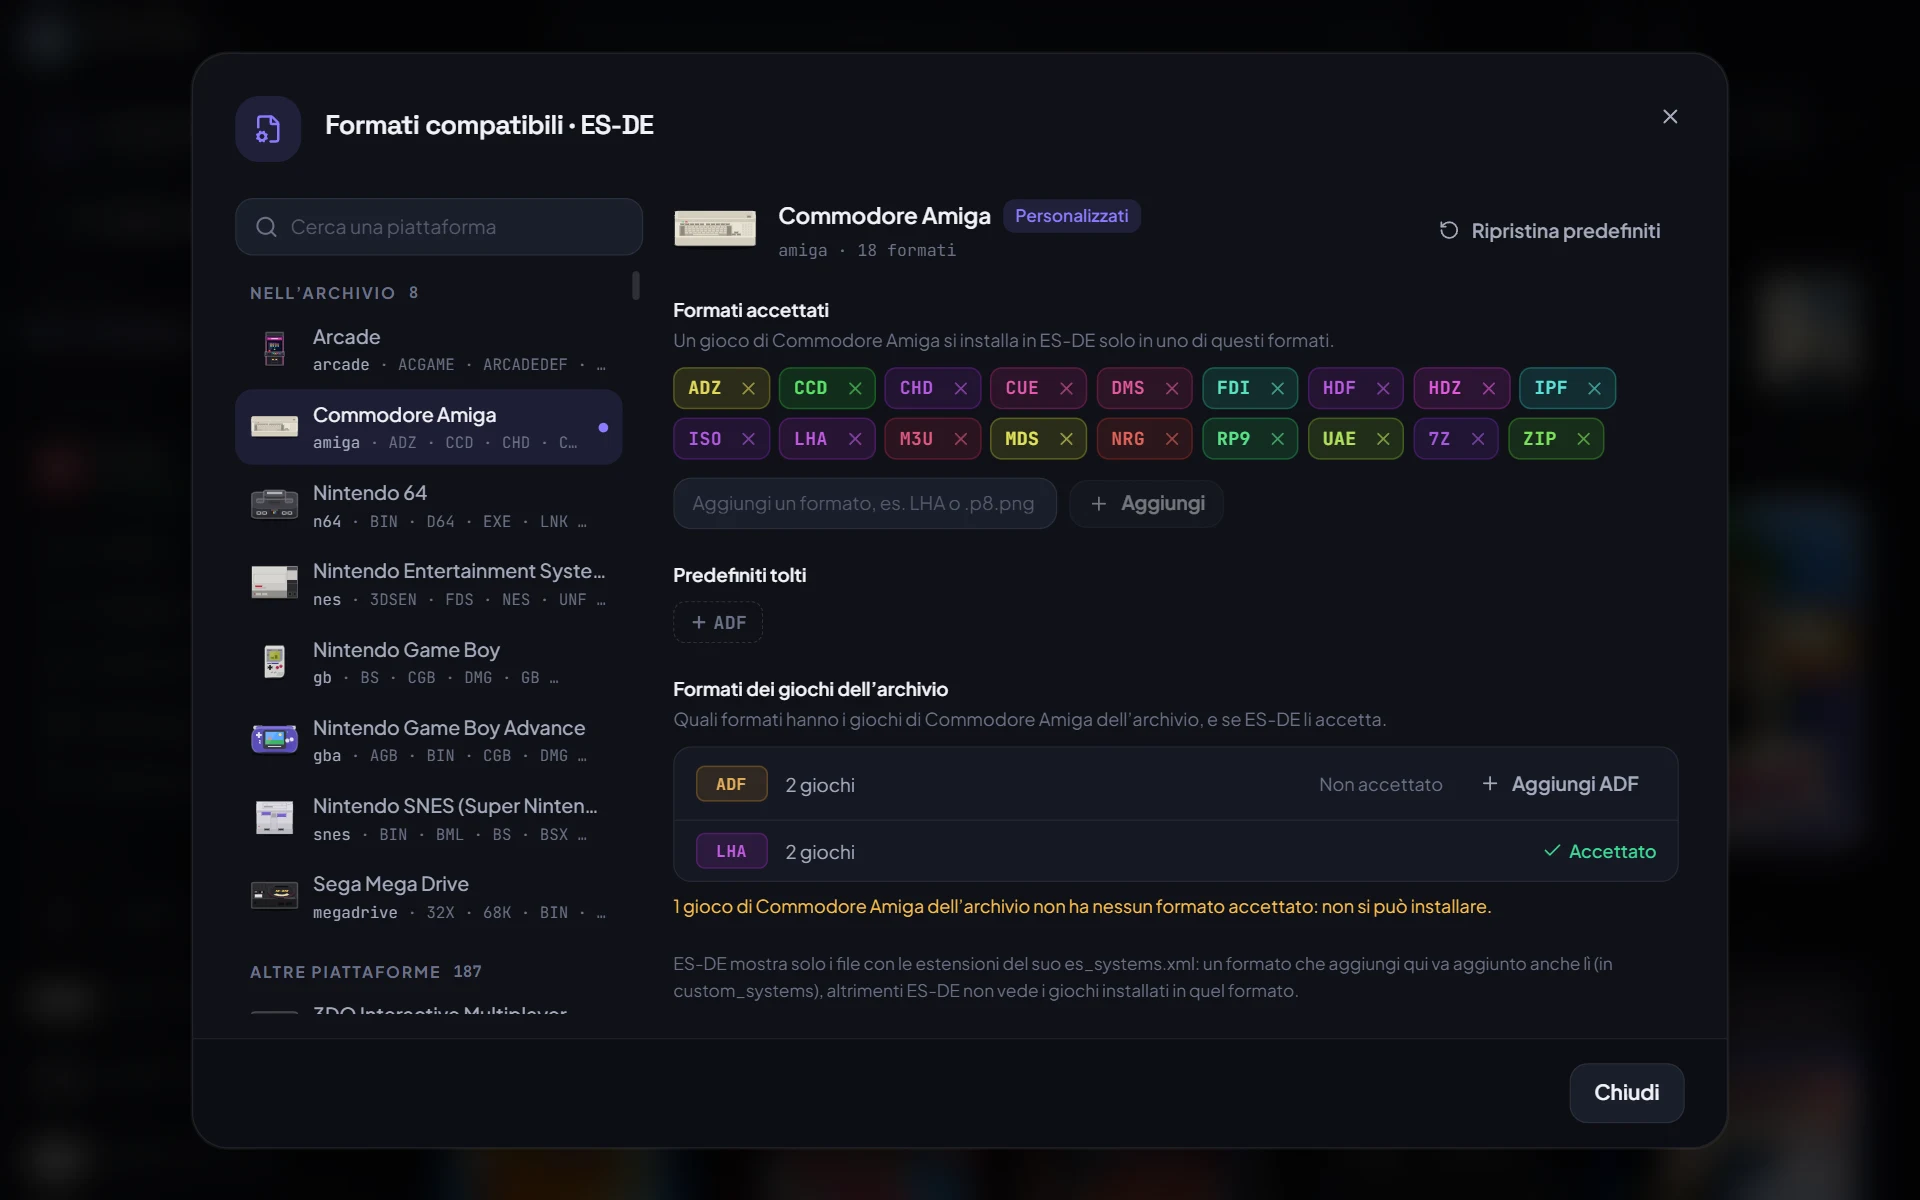 Formati compatibili · ES-DE
Cerca una piattaforma
NELL’ARCHIVIO 8
Arcade
arcade · ACGAME · ARCADEDEF · …
Commodore Amiga
amiga · ADZ · CCD · CHD · C…
Nintendo 64
n64 · BIN · D64 · EXE · LNK …
Nintendo Entertainment Syste…
nes · 3DSEN · FDS · NES · UNF …
Nintendo Game Boy
gb · BS · CGB · DMG · GB …
Nintendo Game Boy Advance
gba · AGB · BIN · CGB · DMG …
Nintendo SNES (Super Ninten…
snes · BIN · BML · BS · BSX …
Sega Mega Drive
megadrive · 32X · 68K · BIN · …
ALTRE PIATTAFORME 187
3DO Interactive Multiplayer
Commodore Amiga Personalizzati
amiga · 18 formati
Ripristina predefiniti
Formati accettati
Un gioco di Commodore Amiga si installa in ES-DE solo in uno di questi formati.
ADZ CCD CHD CUE DMS FDI HDF HDZ IPF
ISO LHA M3U MDS NRG RP9 UAE 7Z ZIP
Aggiungi un formato, es. LHA o .p8.png
+ Aggiungi
Predefiniti tolti
+ ADF
Formati dei giochi dell’archivio
Quali formati hanno i giochi di Commodore Amiga dell’archivio, e se ES-DE li accetta.
ADF 2 giochi Non accettato + Aggiungi ADF
LHA 2 giochi Accettato
1 gioco di Commodore Amiga dell’archivio non ha nessun formato accettato: non si può installare.
ES-DE mostra solo i file con le estensioni del suo es_systems.xml: un formato che aggiungi qui va aggiunto anche lì (in
custom_systems), altrimenti ES-DE non vede i giochi installati in quel formato.
Chiudi